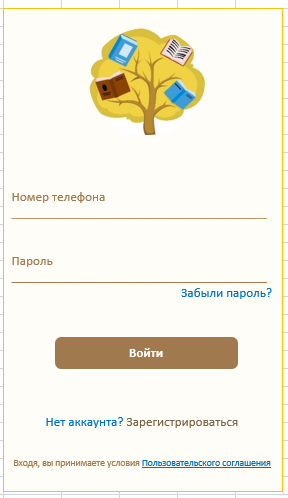 Номер телефона
Пароль
Забыли пароль?
Войти
Нет аккаунта? Зарегистрироваться
Входя, вы принимаете условия Пользовательского соглашения